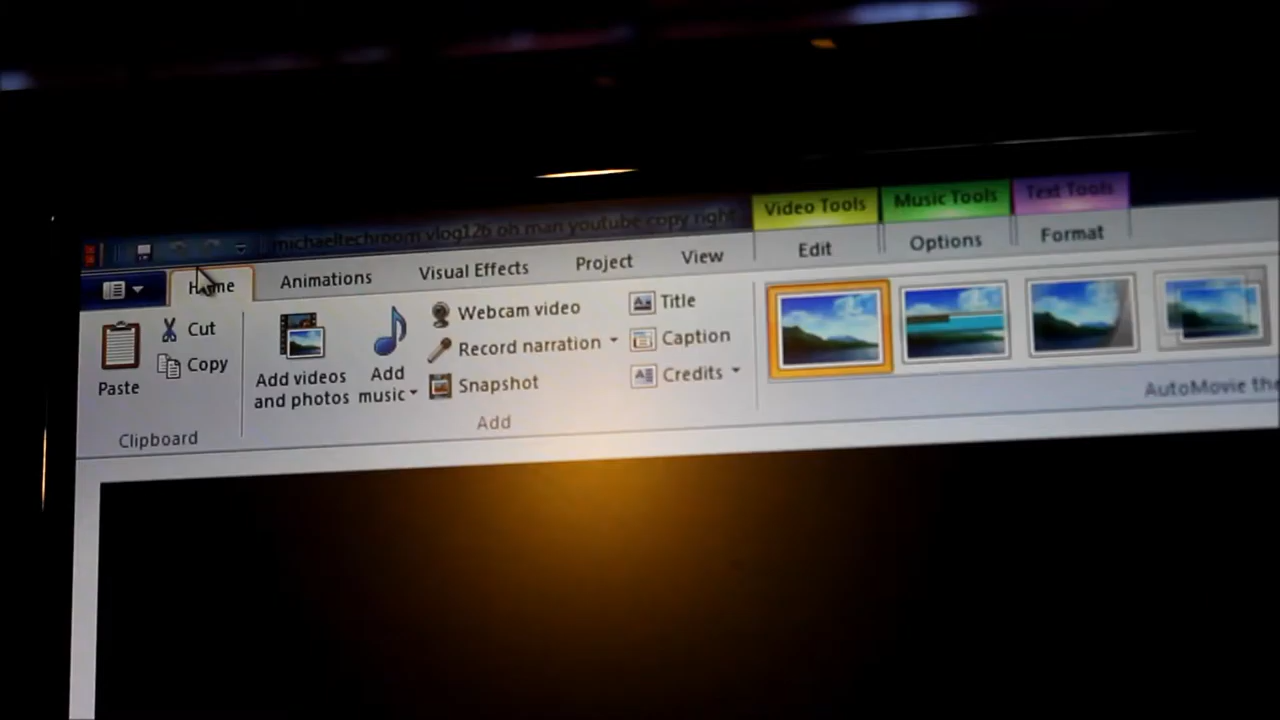 michaeltechroom vlog126 oh man youtube copy right
Video Tools
Music Tools
Text Tools
Home
Animations
Visual Effects
Project
View
Edit
Options
Format
Paste
Cut
Copy
Clipboard
Add videos
and photos
Add
music
Webcam video
Record narration
Snapshot
Title
Caption
Credits
Add
AutoMovie the